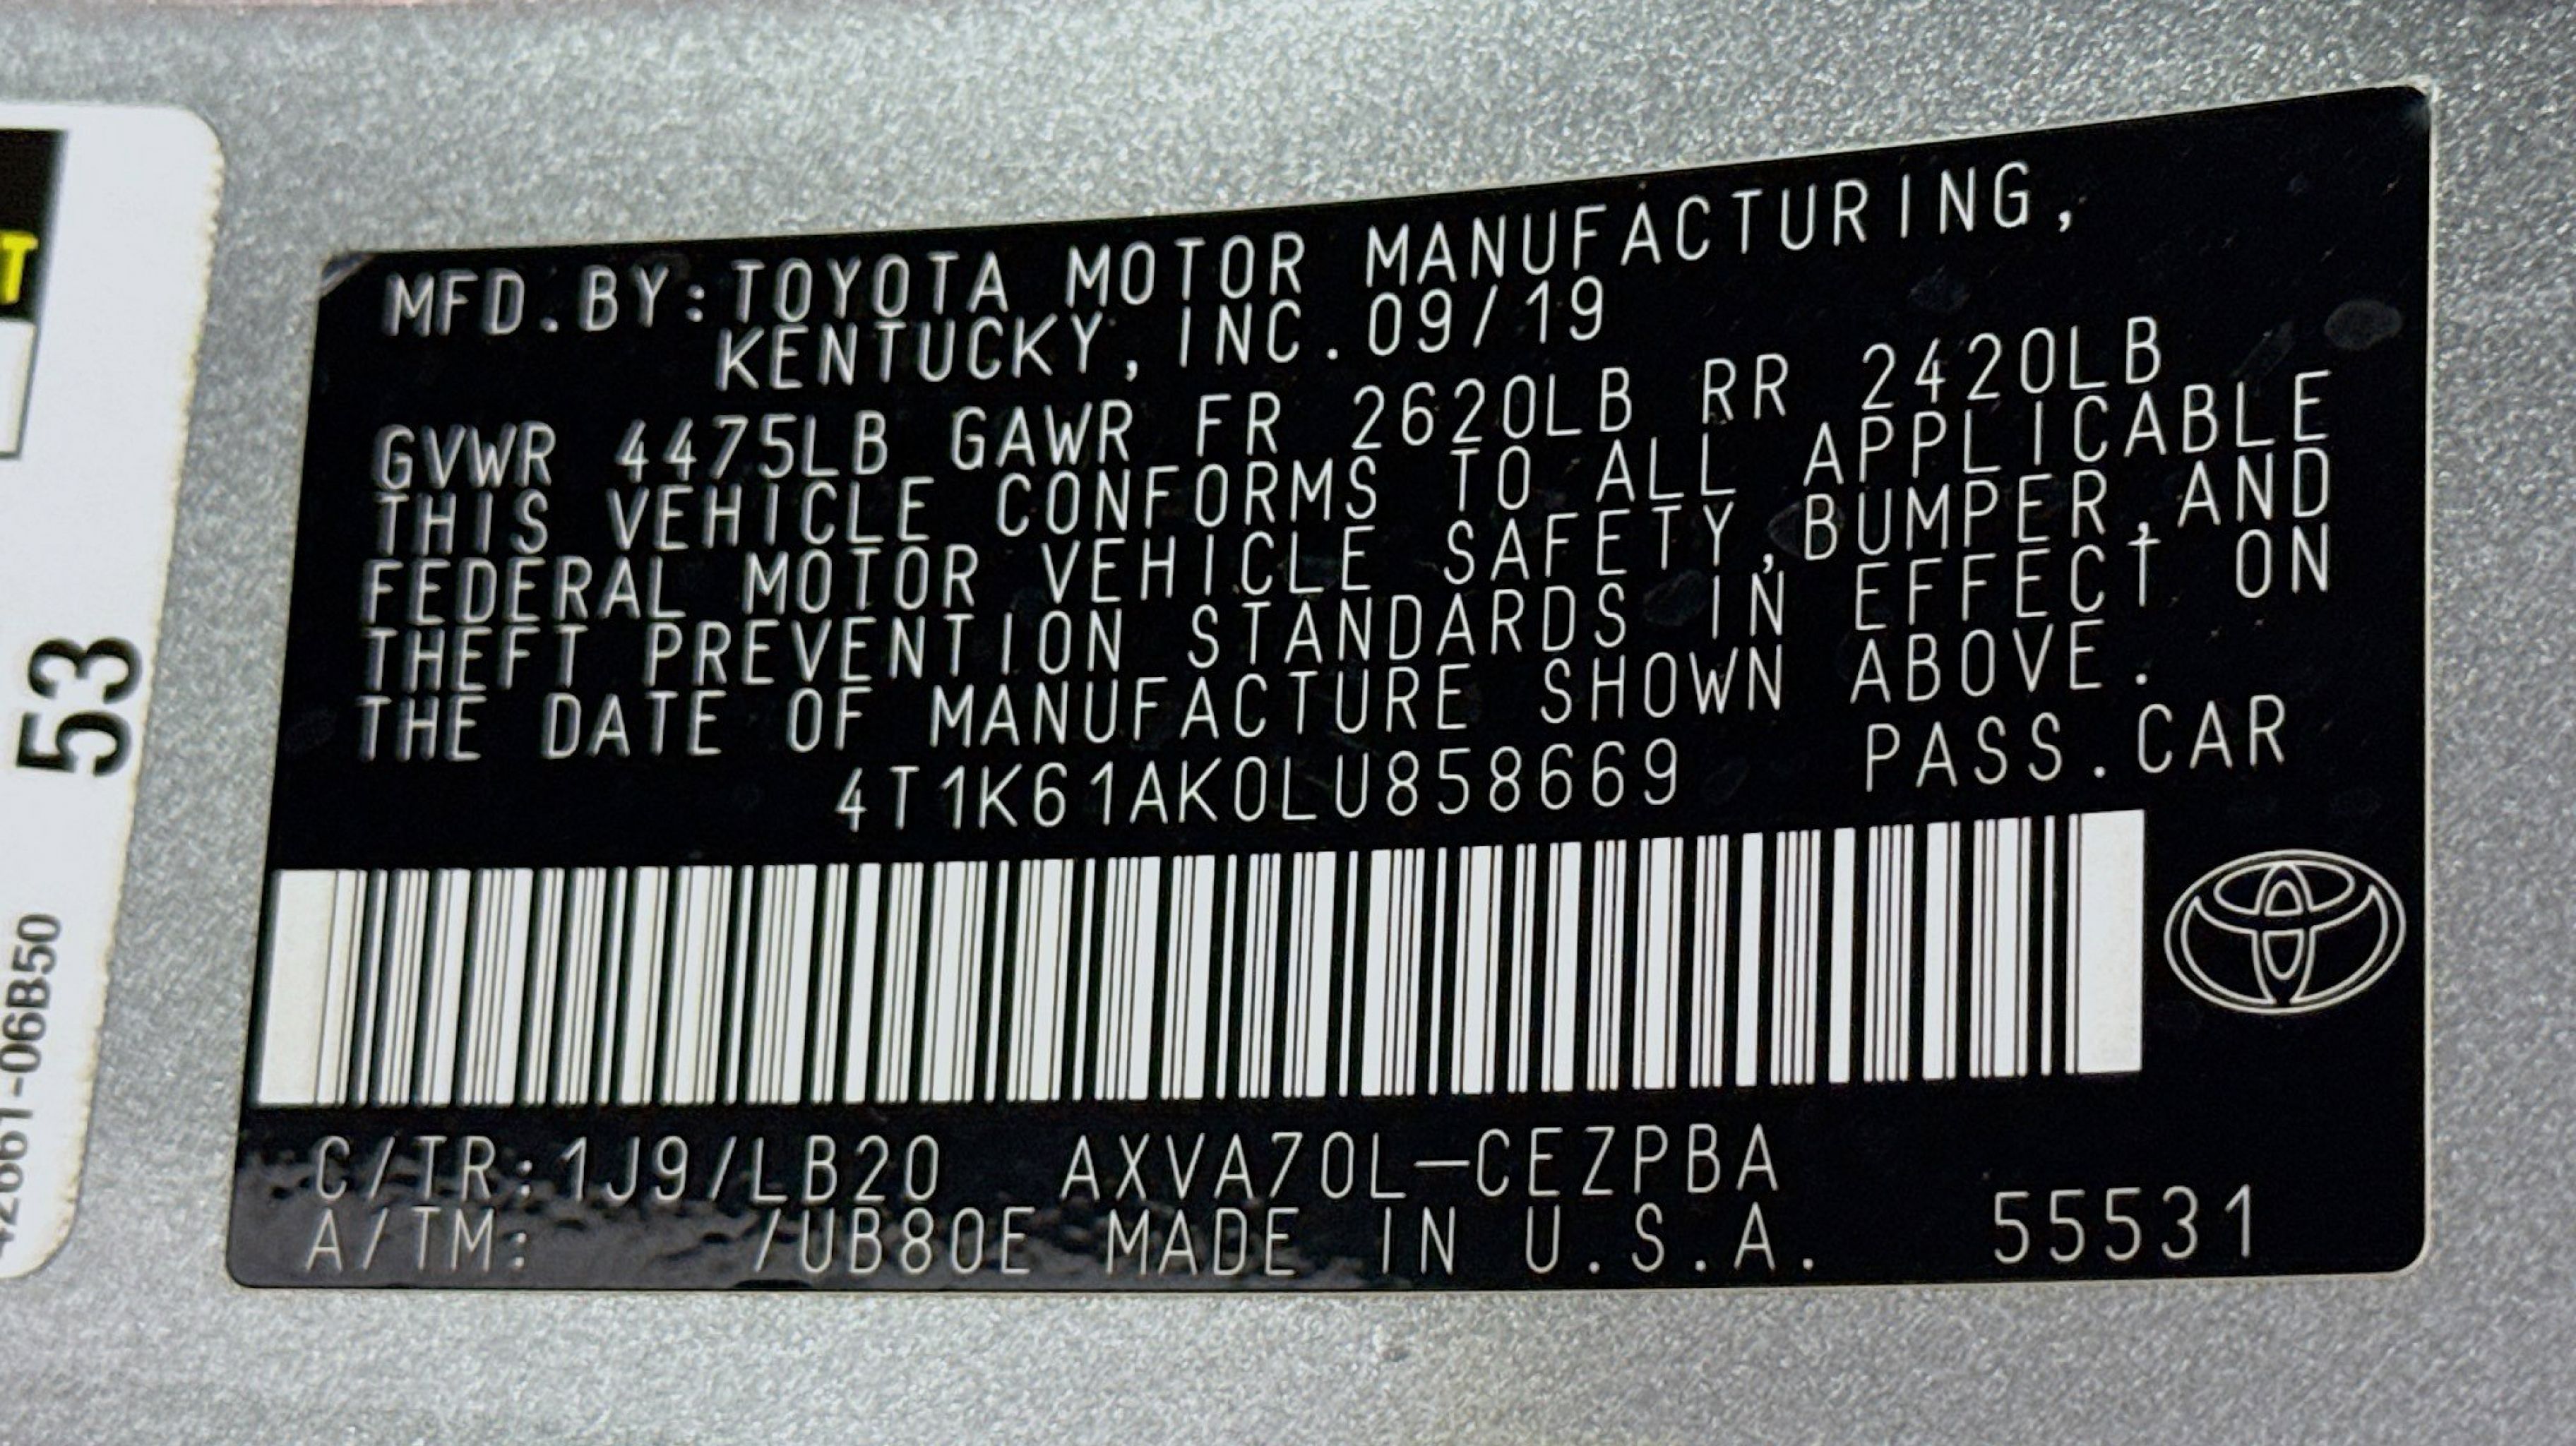 T
53
42661-06B50
MFD.BY:TOYOTA MOTOR MANUFACTURING,
KENTUCKY, INC.09/19
GVWR 4475LB GAWR FR 2620LB RR 2420LB
THIS VEHICLE CONFORMS TO ALL APPLICABLE
FEDERAL MOTOR VEHICLE SAFETY,BUMPER,AND
THEFT PREVENTION STANDARDS IN EFFECT ON
THE DATE OF MANUFACTURE SHOWN ABOVE.
4T1K61AK0LU858669 PASS.CAR
C/TR:1J9/LB20 AXVA70L-CEZPBA
A/TM: /UB80E MADE IN U.S.A. 55531